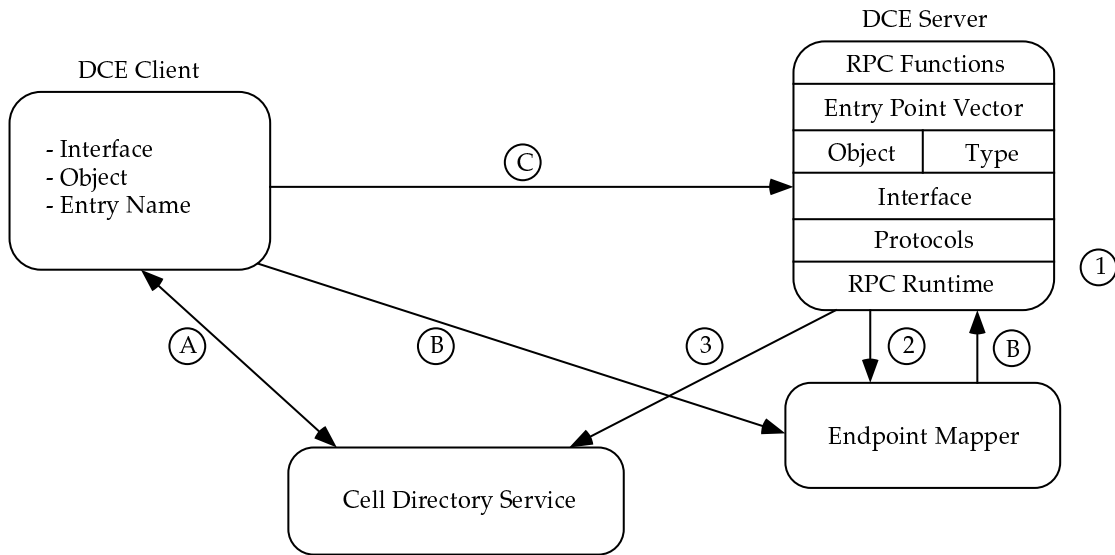 DCE Server
DCE Client
RPC Functions
Entry Point Vector
Object
Type
Interface
Protocols
RPC Runtime
- Interface
- Object
- Entry Name
C
1
A
B
3
2
B
Endpoint Mapper
Cell Directory Service